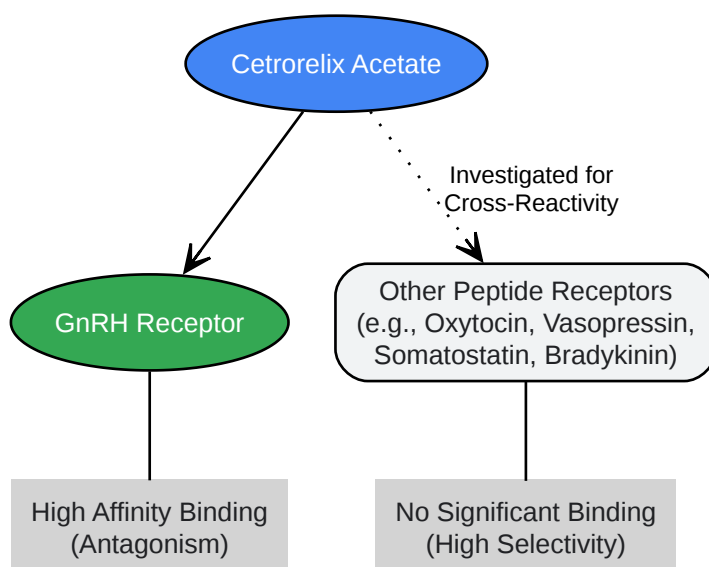 Cetrorelix Acetate
Investigated for
Cross-Reactivity
GnRH Receptor
Other Peptide Receptors
(e.g., Oxytocin, Vasopressin,
Somatostatin, Bradykinin)
High Affinity Binding
(Antagonism)
No Significant Binding
(High Selectivity)